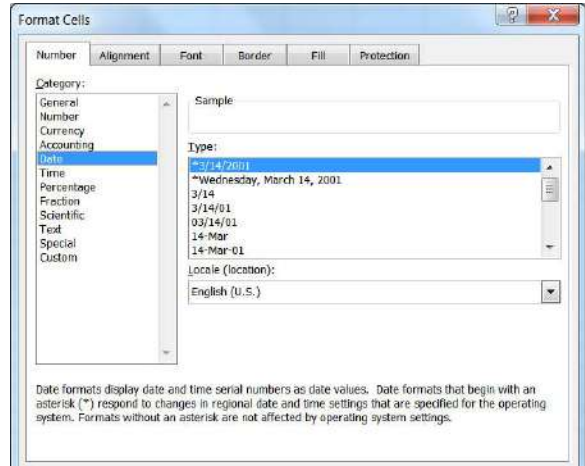 Format Cells
Number Alignment Font Border Fill Protection
Category:
General
Number
Currency
Accounting
Date
Time
Percentage
Fraction
Scientific
Text
Special
Custom
Sample
Type:
*3/14/2001
*Wednesday, March 14, 2001
3/14
3/14/01
03/14/01
14-Mar
14-Mar-01
Locale (location):
English (U.S.)
Date formats display date and time serial numbers as date values. Date formats that begin with an
asterisk (*) respond to changes in regional date and time settings that are specified for the operating
system. Formats without an asterisk are not affected by operating system settings.